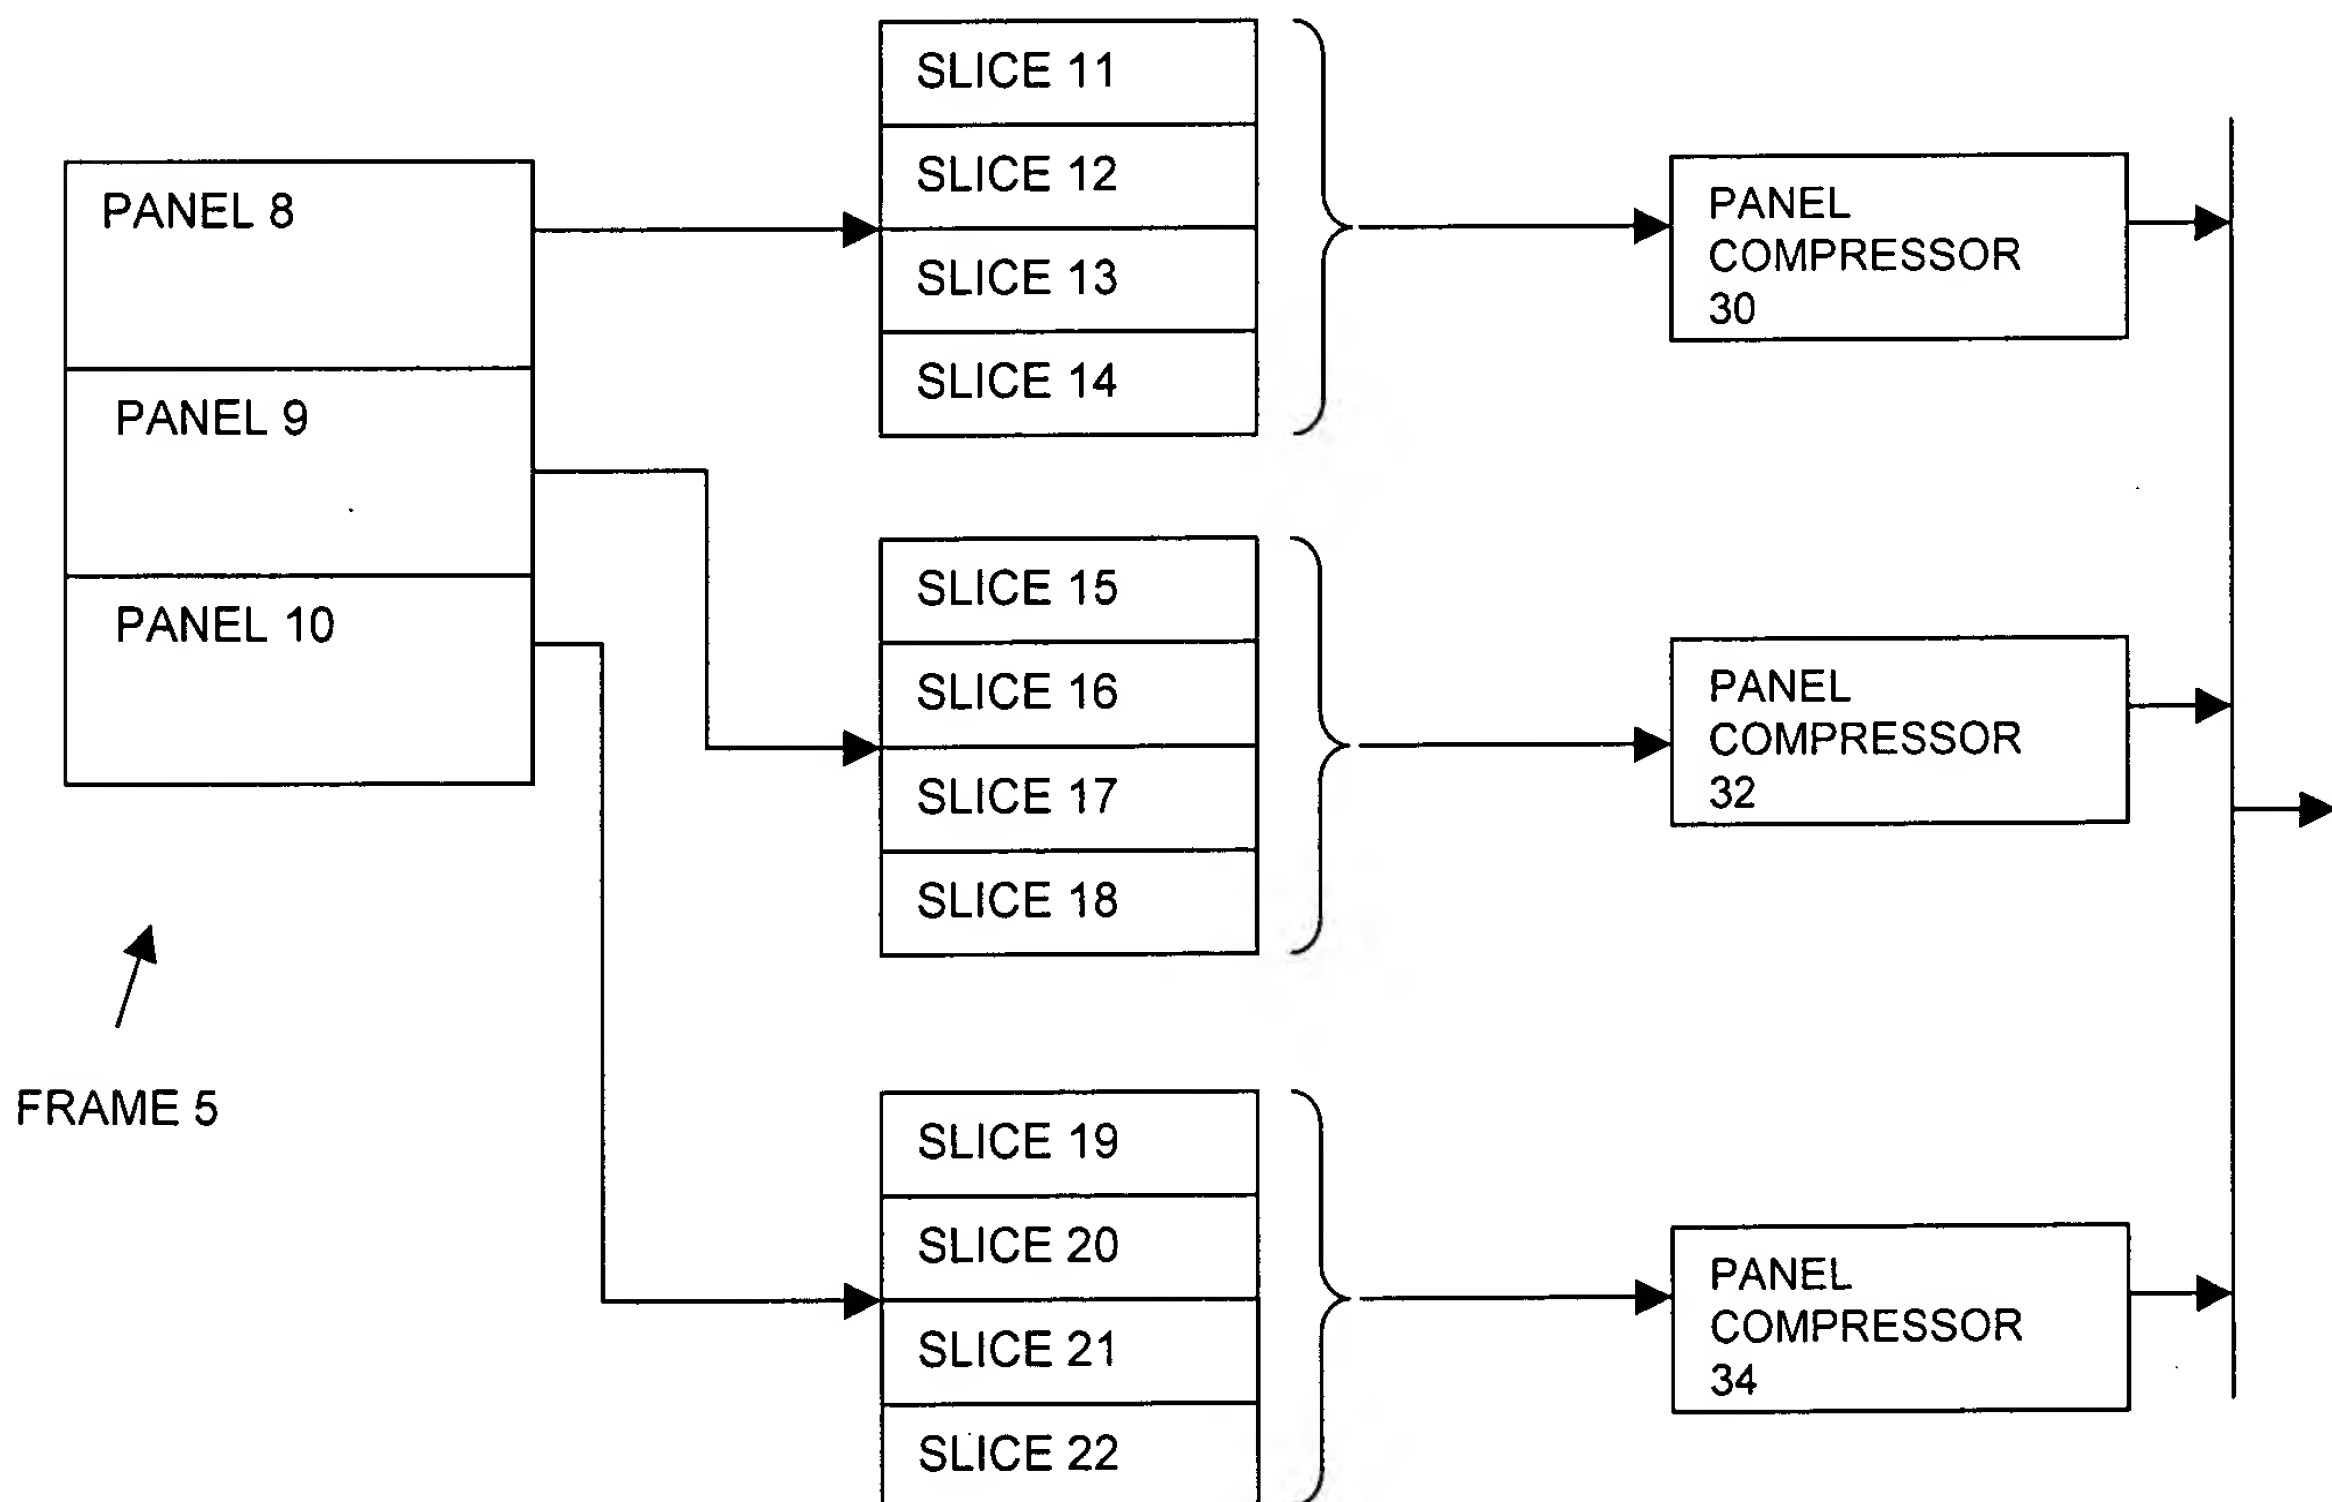 PANEL 8
PANEL 9
PANEL 10
FRAME 5
SLICE 11
SLICE 12
SLICE 13
SLICE 14
SLICE 15
SLICE 16
SLICE 17
SLICE 18
SLICE 19
SLICE 20
SLICE 21
SLICE 22
PANEL
COMPRESSOR
30
PANEL
COMPRESSOR
32
PANEL
COMPRESSOR
34